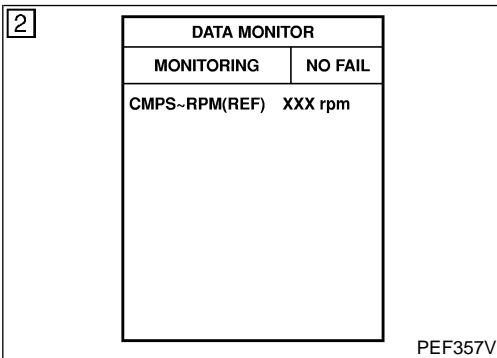 2
DATA MONITOR
MONITORING NO FAIL
CMPS~RPM(REF) XXX rpm
PEF357V